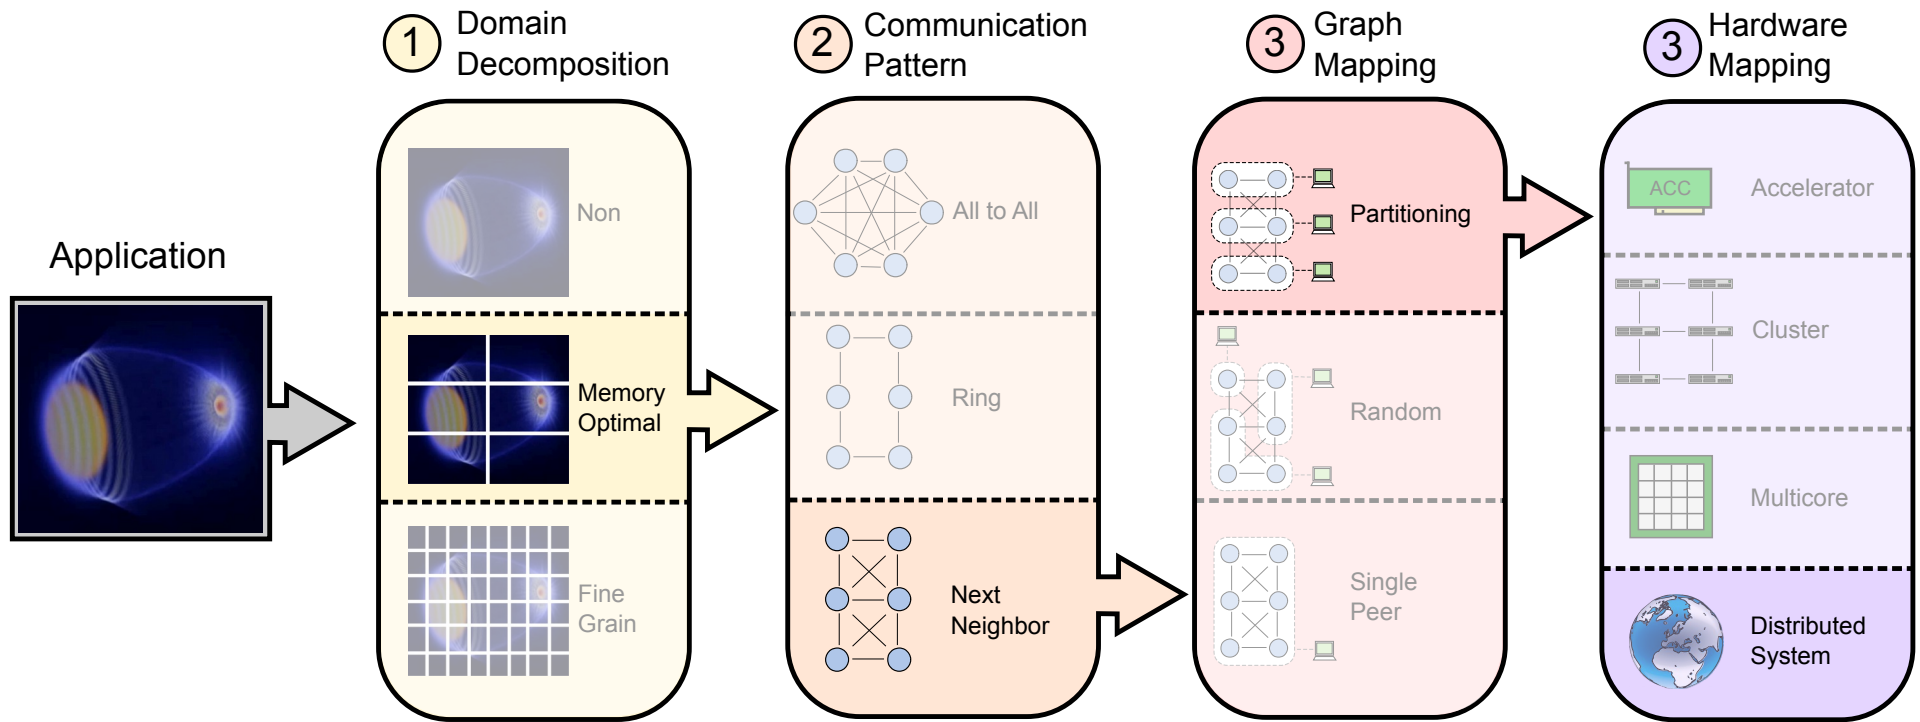 Application
1
Domain
Decomposition
Non
Memory
Optimal
Fine
Grain
2
Communication
Pattern
All to All
Ring
Next
Neighbor
3
Graph
Mapping
Partitioning
Random
Single
Peer
3
Hardware
Mapping
ACC
Accelerator
Cluster
Multicore
Distributed
System